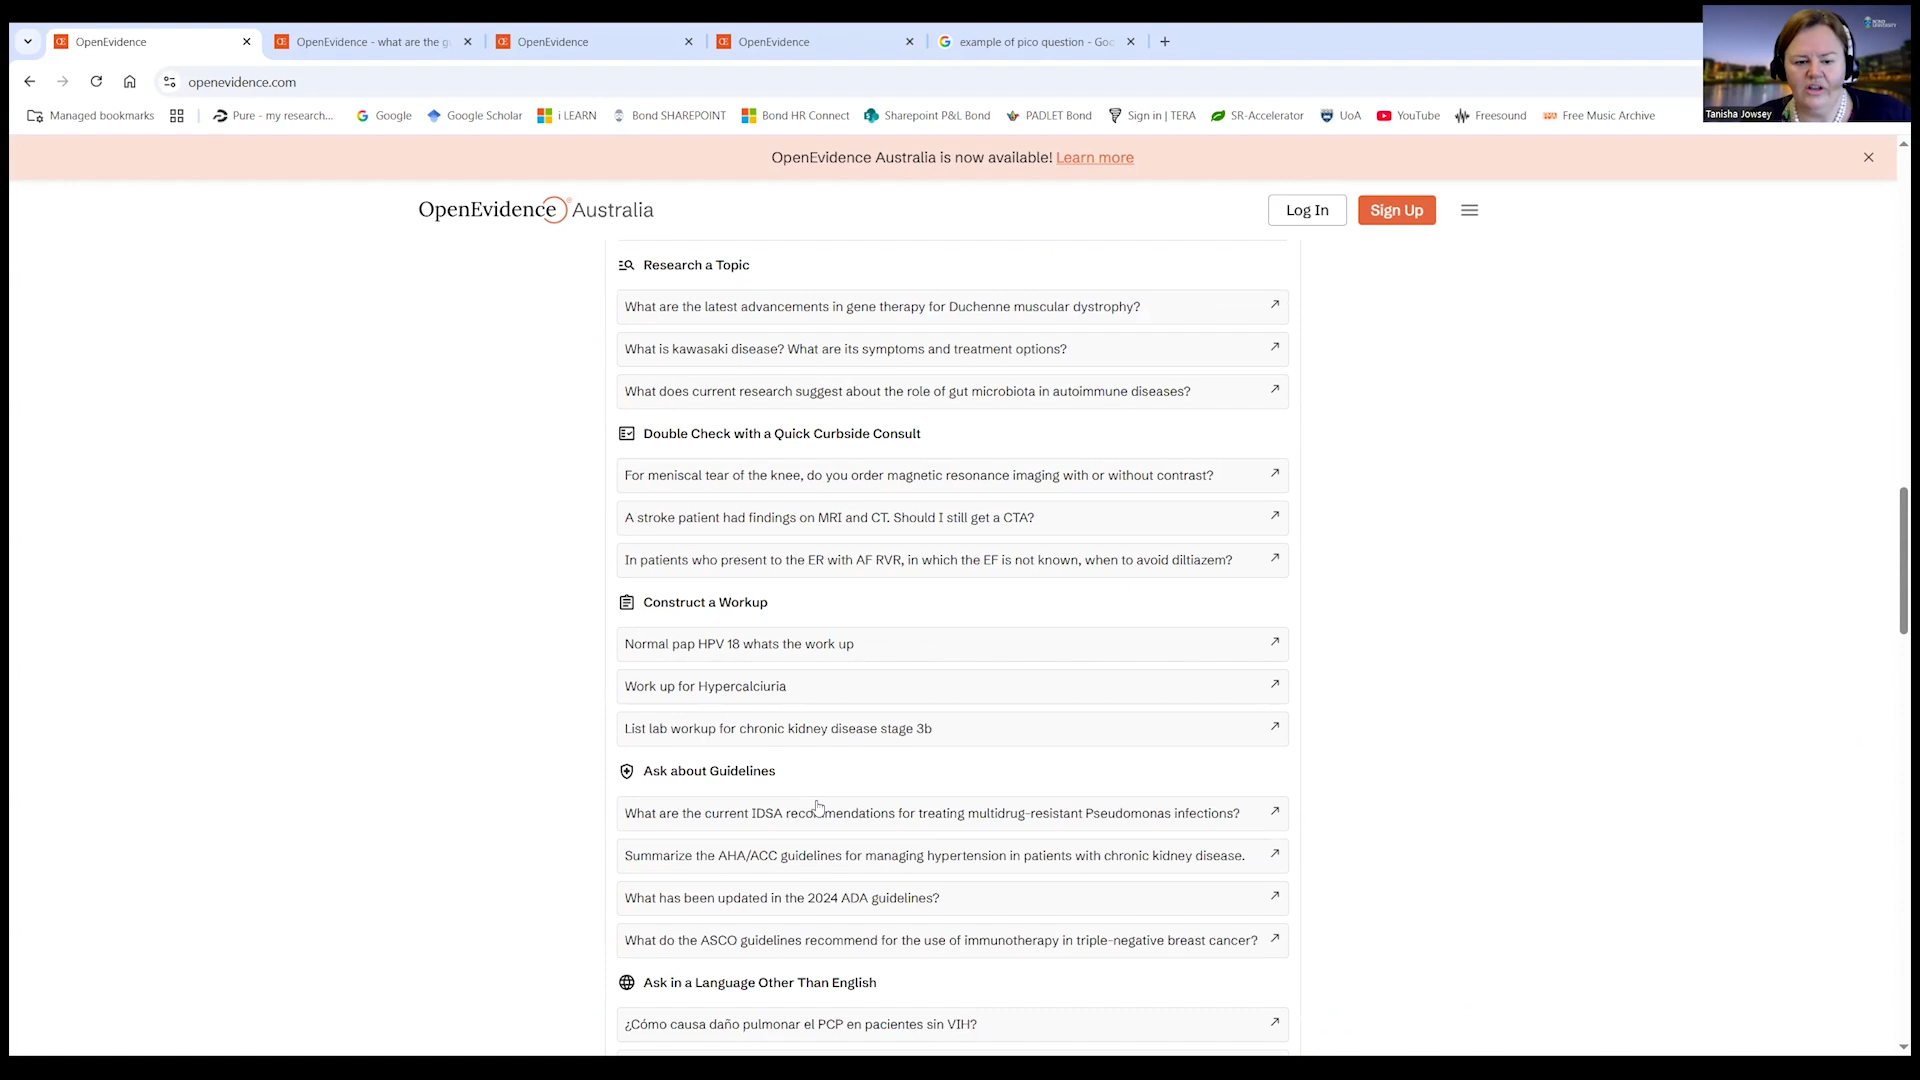 OpenEvidence
OpenEvidence - what are the g
OpenEvidence
OpenEvidence
example of pico question - Goo
openevidence.com
Managed bookmarks
Pure - my research...
Google
Google Scholar
i LEARN
Bond SHAREPOINT
Bond HR Connect
Sharepoint P&L Bond
PADLET Bond
Sign in | TERA
SR-Accelerator
UoA
YouTube
Freesound
Free Music Archive
BOND UNIVERSITY
Tanisha Jowsey
OpenEvidence Australia is now available! Learn more
OpenEvidence® Australia
Log In
Sign Up
Research a Topic
What are the latest advancements in gene therapy for Duchenne muscular dystrophy?
What is kawasaki disease? What are its symptoms and treatment options?
What does current research suggest about the role of gut microbiota in autoimmune diseases?
Double Check with a Quick Curbside Consult
For meniscal tear of the knee, do you order magnetic resonance imaging with or without contrast?
A stroke patient had findings on MRI and CT. Should I still get a CTA?
In patients who present to the ER with AF RVR, in which the EF is not known, when to avoid diltiazem?
Construct a Workup
Normal pap HPV 18 whats the work up
Work up for Hypercalciuria
List lab workup for chronic kidney disease stage 3b
Ask about Guidelines
What are the current IDSA recommendations for treating multidrug-resistant Pseudomonas infections?
Summarize the AHA/ACC guidelines for managing hypertension in patients with chronic kidney disease.
What has been updated in the 2024 ADA guidelines?
What do the ASCO guidelines recommend for the use of immunotherapy in triple-negative breast cancer?
Ask in a Language Other Than English
¿Cómo causa daño pulmonar el PCP en pacientes sin VIH?